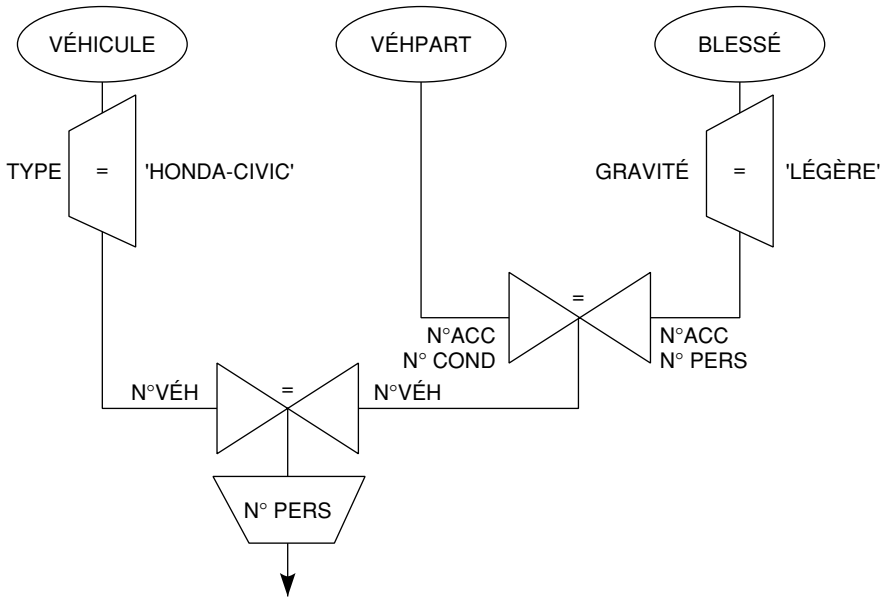 VÉHICULE VÉHPART BLESSÉ
TYPE = 'HONDA-CIVIC' GRAVITÉ = 'LÉGÈRE'
=
N°ACC N°ACC
N° COND N° PERS
N°VÉH = N°VÉH
N° PERS